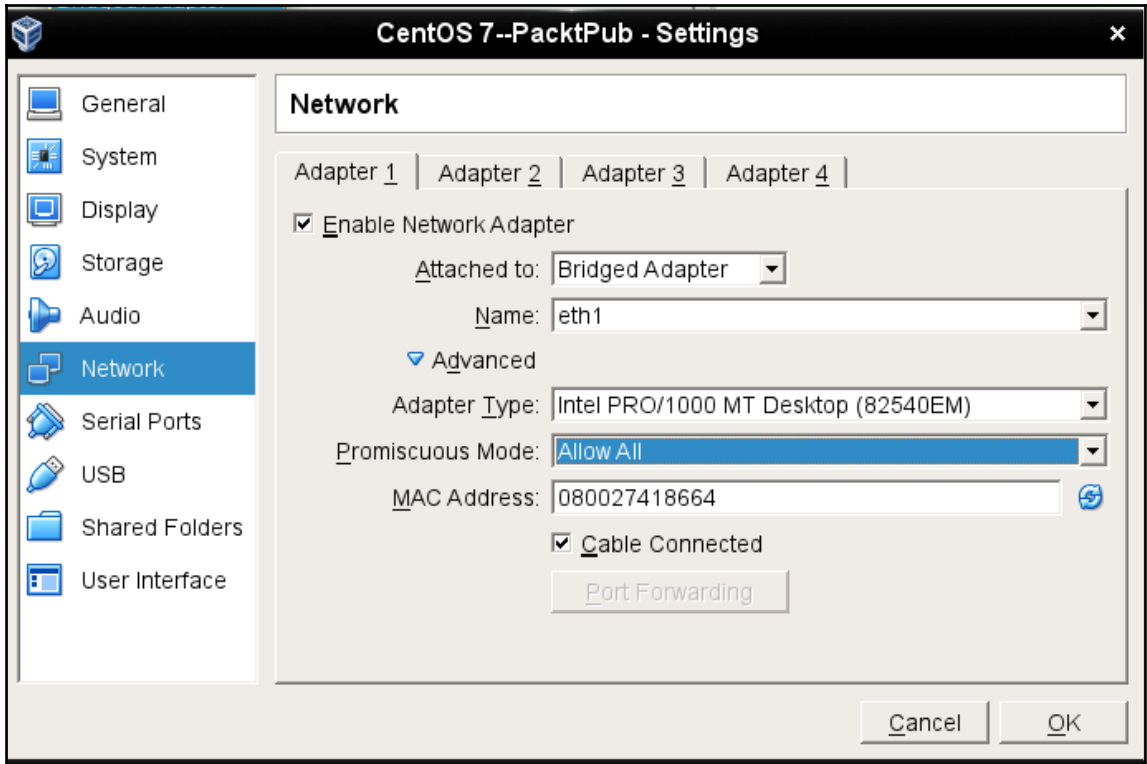 CentOS 7--PacktPub - Settings
General
System
Display
Storage
Audio
Network
Serial Ports
USB
Shared Folders
User Interface
Network
Adapter 1 Adapter 2 Adapter 3 Adapter 4
Enable Network Adapter
Attached to: Bridged Adapter
Name: eth1
Advanced
Adapter Type: Intel PRO/1000 MT Desktop (82540EM)
Promiscuous Mode: Allow All
MAC Address: 080027418664
Cable Connected
Port Forwarding
Cancel OK